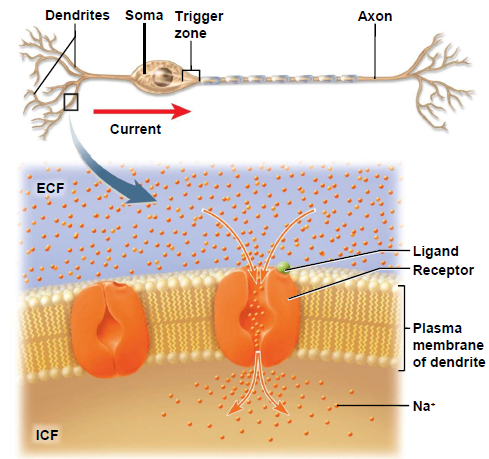 Dendrites Soma Trigger
zone
Axon
Current
ECF
Ligand
Receptor
Plasma
membrane
of dendrite
Na⁺
ICF